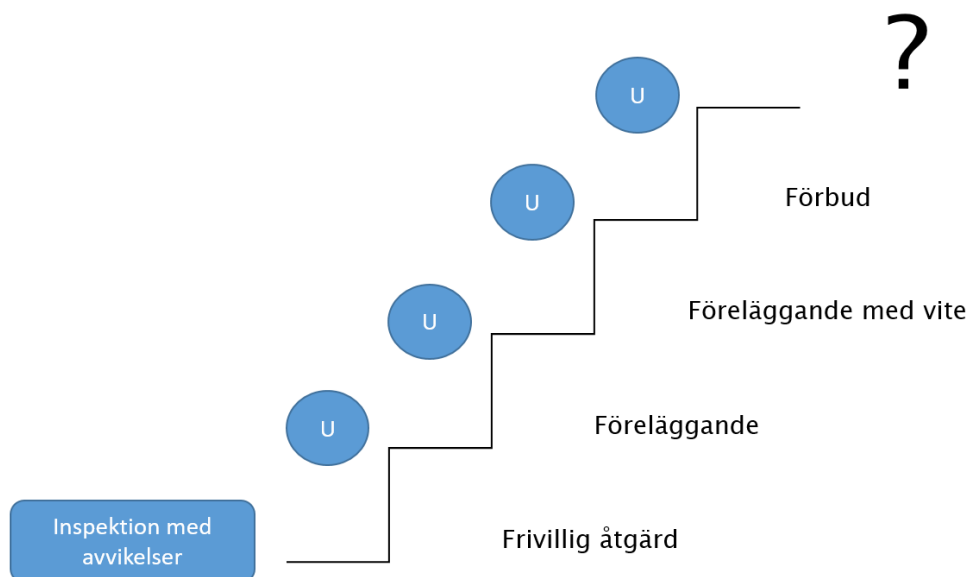 ?
U
Förbud
U
Föreläggande med vite
U
Föreläggande
U
Inspektion med
avvikelser
Frivillig åtgärd